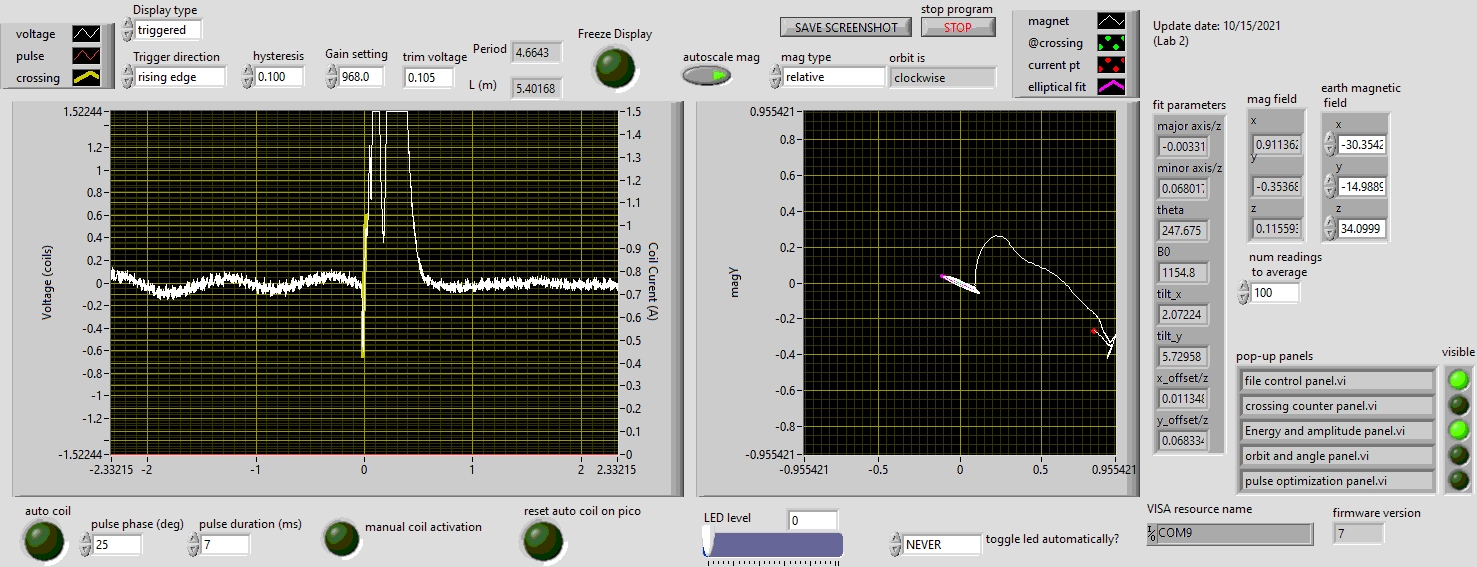 voltage
pulse
crossing
Display type
triggered
Trigger direction
rising edge
hysteresis
0.100
Gain setting
968.0
trim voltage
0.105
Period
4.6643
L (m)
5.40168
Freeze Display
SAVE SCREENSHOT
stop program
STOP
autoscale mag
mag type
relative
orbit is
clockwise
magnet
@crossing
current pt
elliptical fit
Update date: 10/15/2021
(Lab 2)
Voltage (coils)
1.52244
1.2
1
0.8
0.6
0.4
0.2
0
-0.2
-0.4
-0.6
-0.8
-1
-1.2
-1.52244
-2.33215
-2
-1
0
1
2
2.33215
1.5
1.4
1.3
1.2
1.1
1
0.9
0.8
0.7
0.6
0.5
0.4
0.3
0.2
0.1
0
Coil Current (A)
magY
0.955421
0.8
0.6
0.4
0.2
0
-0.2
-0.4
-0.6
-0.8
-0.955421
-0.955421
-0.5
0
0.5
0.955421
fit parameters
major axis/z
-0.00331
minor axis/z
0.068017
theta
247.675
B0
1154.8
tilt_x
2.07224
tilt_y
5.72958
x_offset/z
0.011348
y_offset/z
0.068334
mag field
x
0.911362
y
-0.35368
z
0.115593
earth magnetic
field
x
-30.3542
y
-14.9889
z
34.0999
num readings
to average
100
pop-up panels
visible
file control panel.vi
crossing counter panel.vi
Energy and amplitude panel.vi
orbit and angle panel.vi
pulse optimization panel.vi
auto coil
pulse phase (deg)
25
pulse duration (ms)
7
manual coil activation
reset auto coil on pico
LED level
0
NEVER
toggle led automatically?
VISA resource name
COM9
firmware version
7